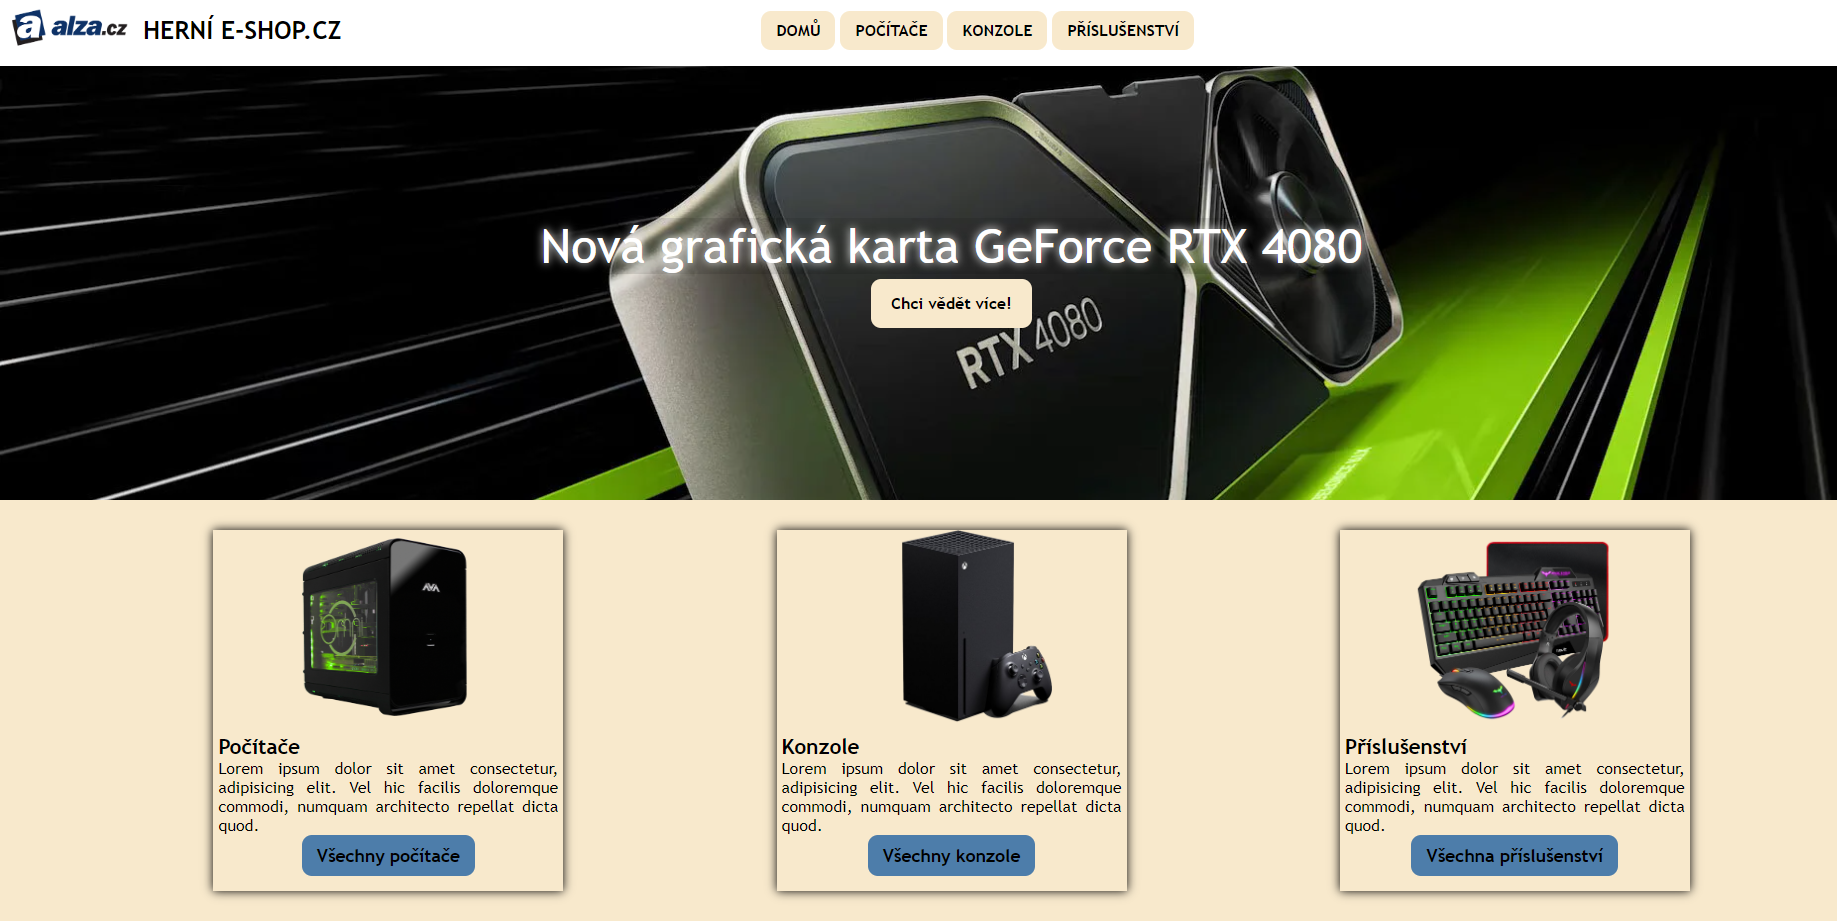 alza.cz
HERNÍ E-SHOP.CZ
DOMŮ
POČÍTAČE
KONZOLE
PŘÍSLUŠENSTVÍ
Nová grafická karta GeForce RTX 4080
Chci vědět více!
RTX 4080
AVA
Počítače
Lorem ipsum dolor sit amet consectetur,
adipisicing elit. Vel hic facilis doloremque
commodi, numquam architecto repellat dicta
quod.
Všechny počítače
Konzole
Lorem ipsum dolor sit amet consectetur,
adipisicing elit. Vel hic facilis doloremque
commodi, numquam architecto repellat dicta
quod.
Všechny konzole
Příslušenství
Lorem ipsum dolor sit amet consectetur,
adipisicing elit. Vel hic facilis doloremque
commodi, numquam architecto repellat dicta
quod.
Všechna příslušenství